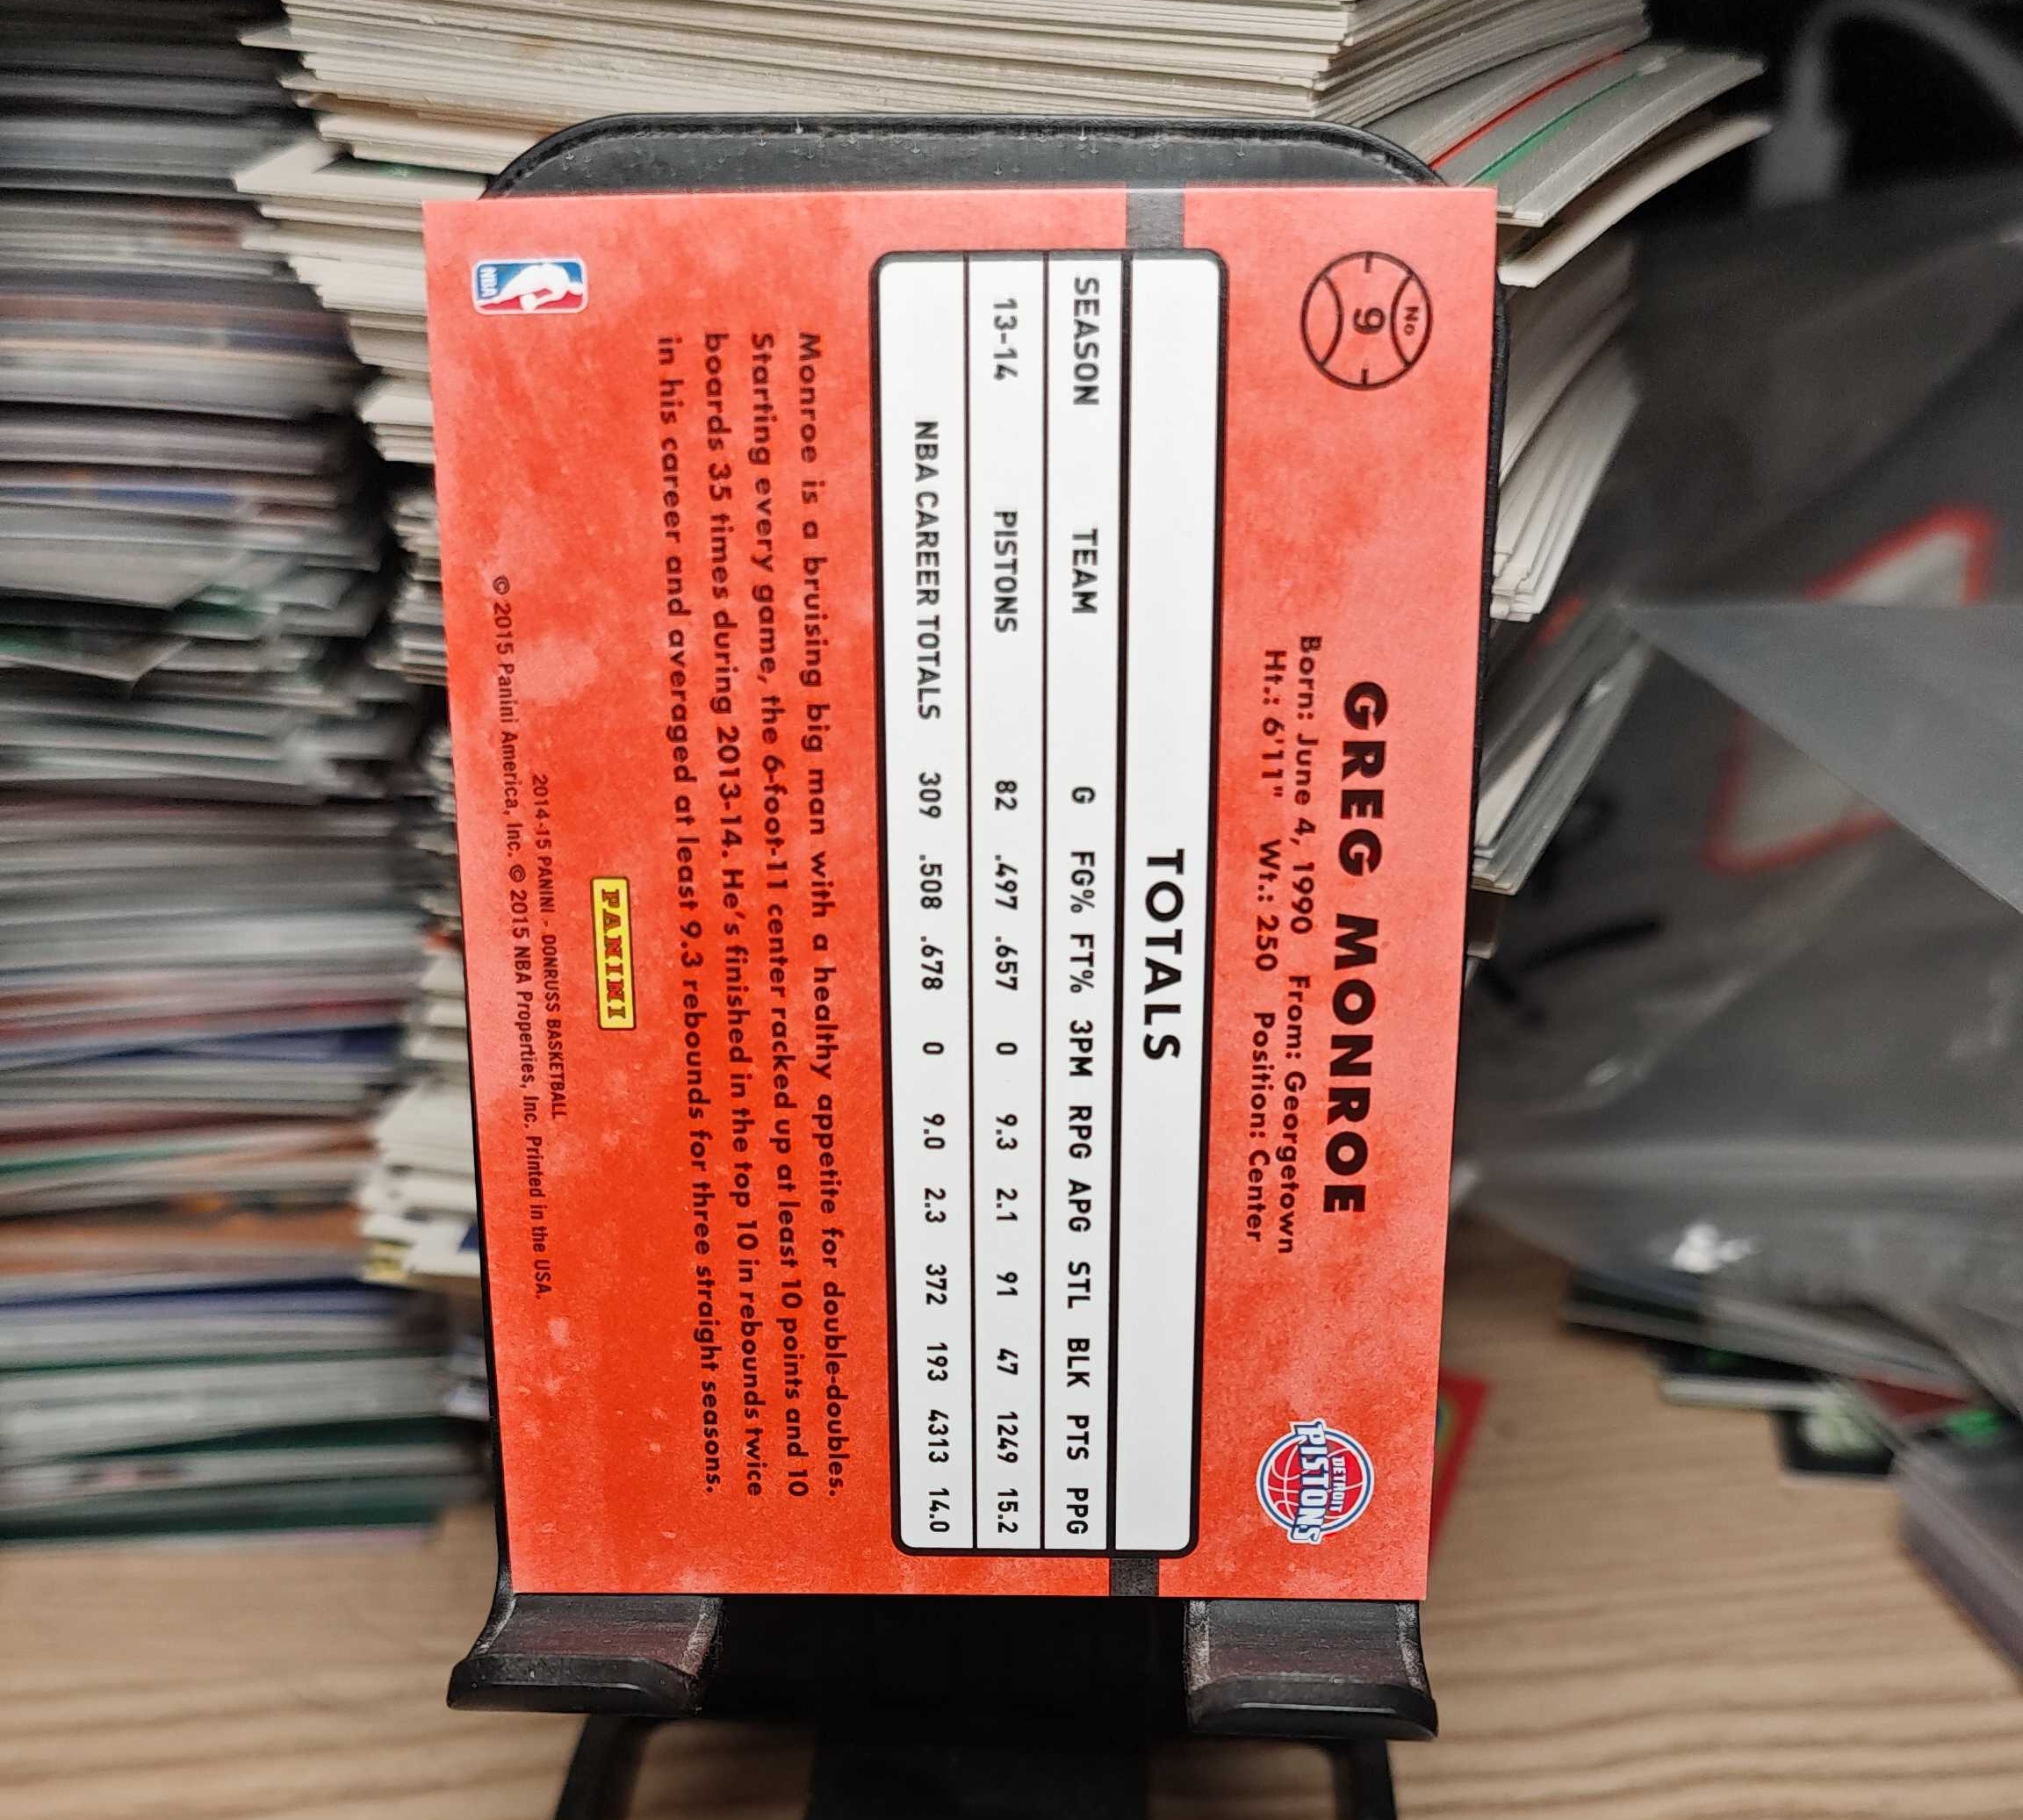 No
9
GREG MONROE
Born: June 4, 1990 From: Georgetown
Ht.: 6'11" Wt.: 250 Position: Center
DETROIT
PISTONS
TOTALS
SEASON TEAM G FG% FT% 3PM RPG APG STL BLK PTS PPG
13-14 PISTONS 82 .497 .657 0 9.3 2.1 91 47 1249 15.2
NBA CAREER TOTALS 309 .508 .678 0 9.0 2.3 372 193 4313 14.0
Monroe is a bruising big man with a healthy appetite for double-doubles.
Starting every game, the 6-foot-11 center racked up at least 10 points and 10
boards 35 times during 2013-14. He's finished in the top 10 in rebounds twice
in his career and averaged at least 9.3 rebounds for three straight seasons.
PANINI
NBA
2014-15 PANINI - DONRUSS BASKETBALL
© 2015 Panini America, Inc. © 2015 NBA Properties, Inc. Printed in the USA.